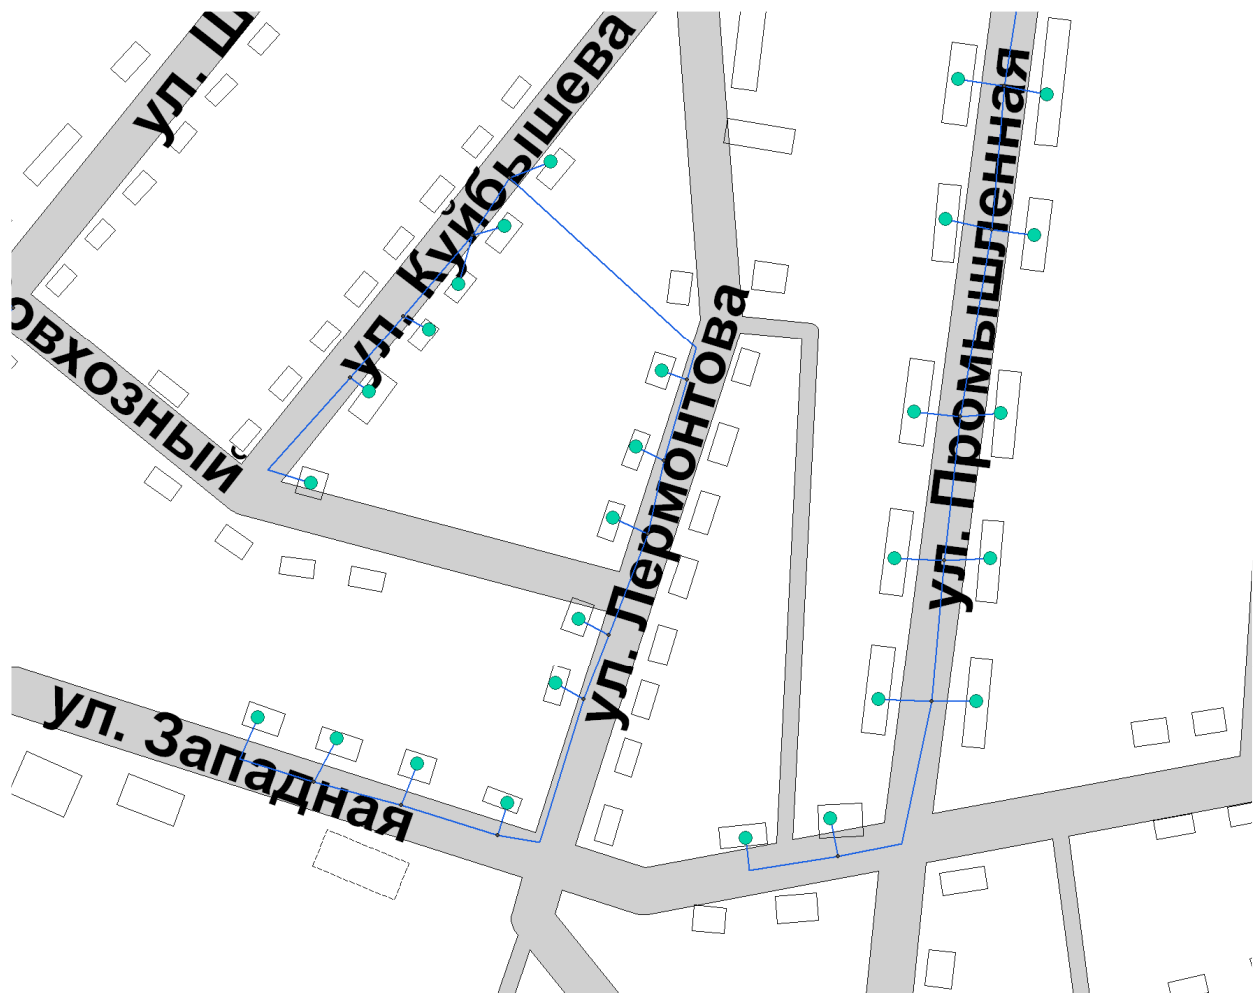 ул. Ш
ул. Куйбышева
ул. Промышленная
овхозный
ул. Лермонтова
ул. Западная